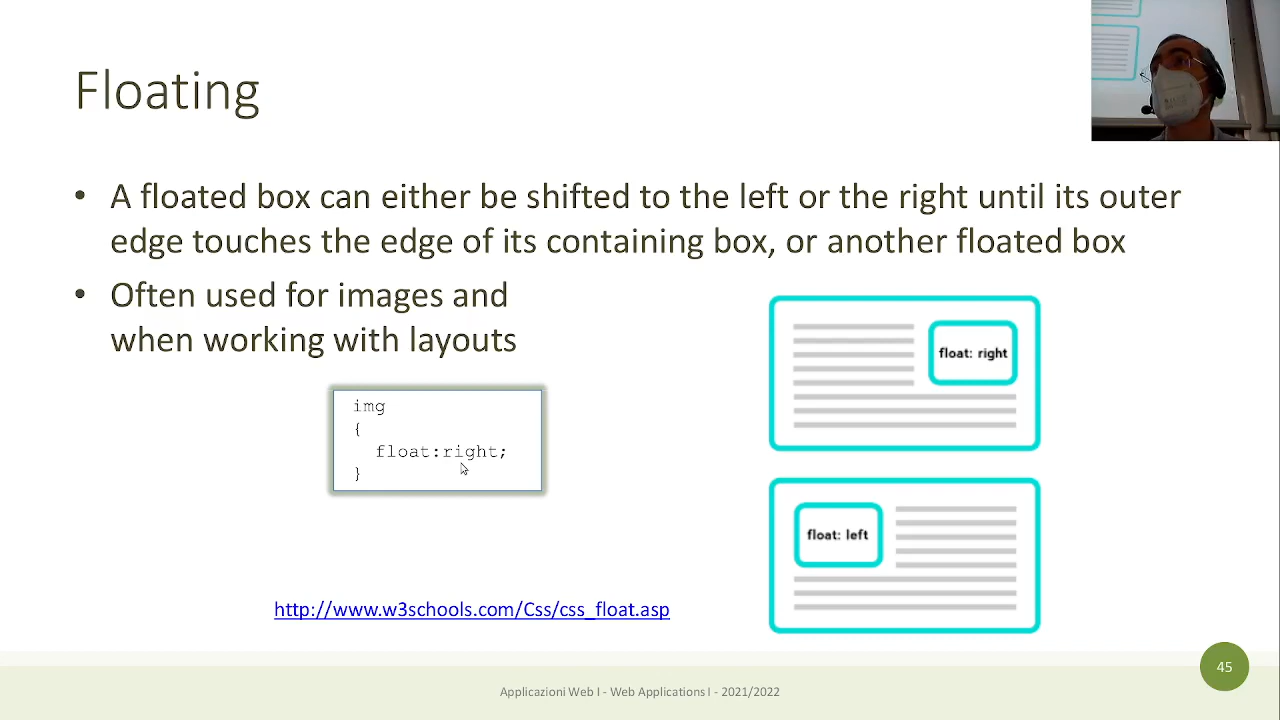 Floating
• A floated box can either be shifted to the left or the right until its outer
edge touches the edge of its containing box, or another floated box
• Often used for images and
when working with layouts
img
{
float:right;
}
float: right
float: left
http://www.w3schools.com/Css/css_float.asp
45
Applicazioni Web I - Web Applications I - 2021/2022